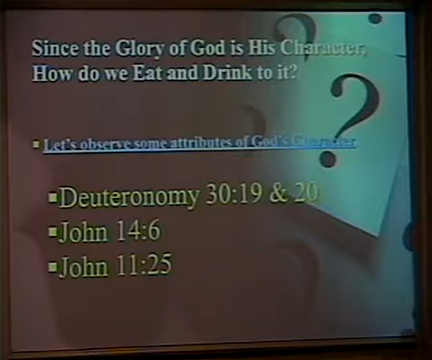 Since the Glory of God is His Character,
How do we Eat and Drink to it?
Let's observe some attributes of God's Character
Deuteronomy 30:19 & 20
John 14:6
John 11:25